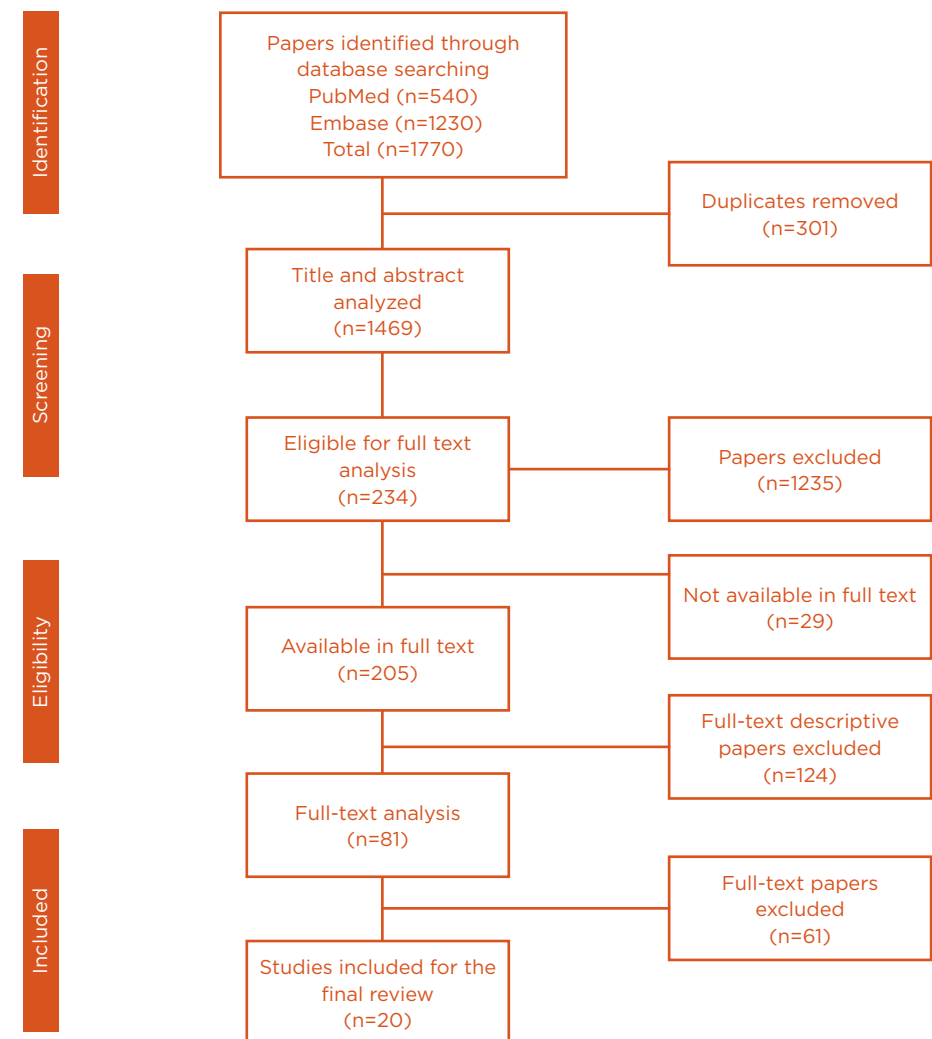 Identification
Papers identified through
database searching
PubMed (n=540)
Embase (n=1230)
Total (n=1770)
Duplicates removed
(n=301)
Screening
Title and abstract
analyzed
(n=1469)
Eligible for full text
analysis
(n=234)
Papers excluded
(n=1235)
Eligibility
Not available in full text
(n=29)
Available in full text
(n=205)
Full-text descriptive
papers excluded
(n=124)
Full-text analysis
(n=81)
Included
Full-text papers
excluded
(n=61)
Studies included for the
final review
(n=20)